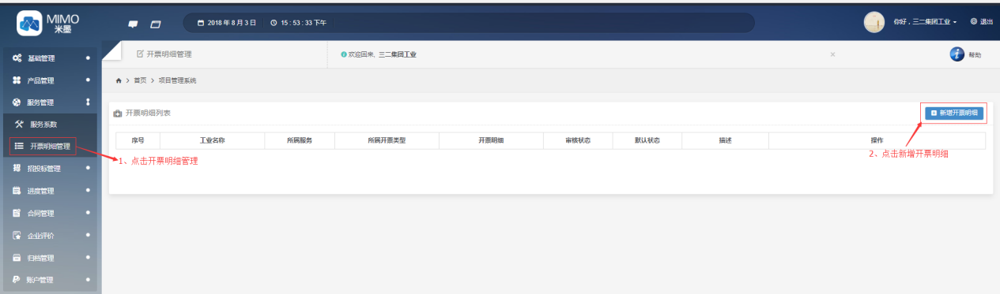 MIMO
米墨
2018 年 8 月 3 日 15 : 53 : 33 下午
你好，三二集团工业
退出
基础管理
产品管理
服务管理
服务系数
开票明细管理
招投标管理
进度管理
合同管理
企业评价
归档管理
账户管理
开票明细管理
欢迎回来, 三二集团工业
×
帮助
首页 > 项目管理系统
开票明细列表
新增开票明细
序号 工业名称 所属服务 所属开票类型 开票明细 审核状态 默认状态 描述 操作
1、点击开票明细管理
2、点击新增开票明细